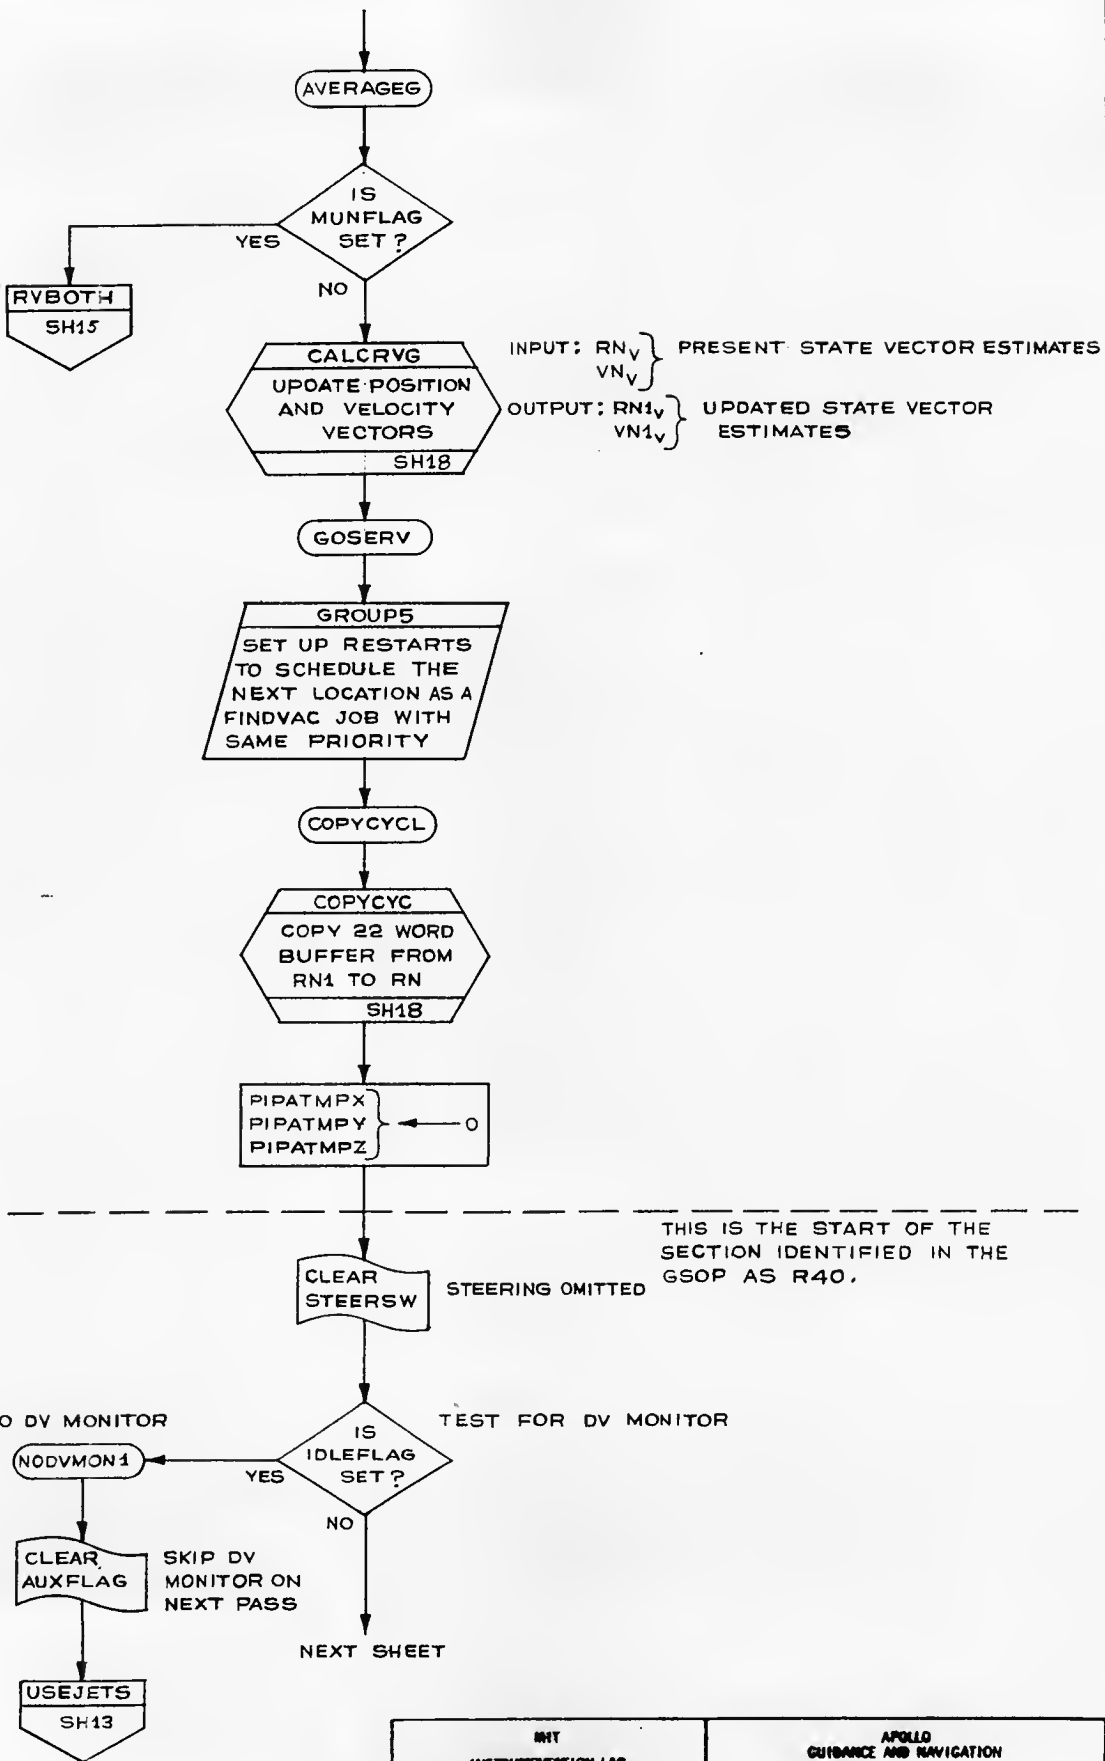 AVERAGEG
IS
MUNFLAG
SET?
YES
NO
RVBOTH
SH15
CALCRVG
UPDATE POSITION
AND VELOCITY
VECTORS
SH18
INPUT: RNV } PRESENT STATE VECTOR ESTIMATES
VNV
OUTPUT: RN1V } UPDATED STATE VECTOR
VN1V ESTIMATES
GOSERV
GROUP5
SET UP RESTARTS
TO SCHEDULE THE
NEXT LOCATION AS A
FINDVAC JOB WITH
SAME PRIORITY
COPYCYCL
COPYCYC
COPY 22 WORD
BUFFER FROM
RN1 TO RN
SH18
PIPATMPX
PIPATMPY } ← 0
PIPATMPZ
THIS IS THE START OF THE
SECTION IDENTIFIED IN THE
GSOP AS R40.
CLEAR
STEERSW
STEERING OMITTED
O DV MONITOR
TEST FOR DV MONITOR
IS
IDLEFLAG
SET?
YES
NO
NODVMON1
CLEAR
AUXFLAG
SKIP DV
MONITOR ON
NEXT PASS
NEXT SHEET
USEJETS
SH13
MIT
APOLLO
GUIDANCE AND NAVIGATION